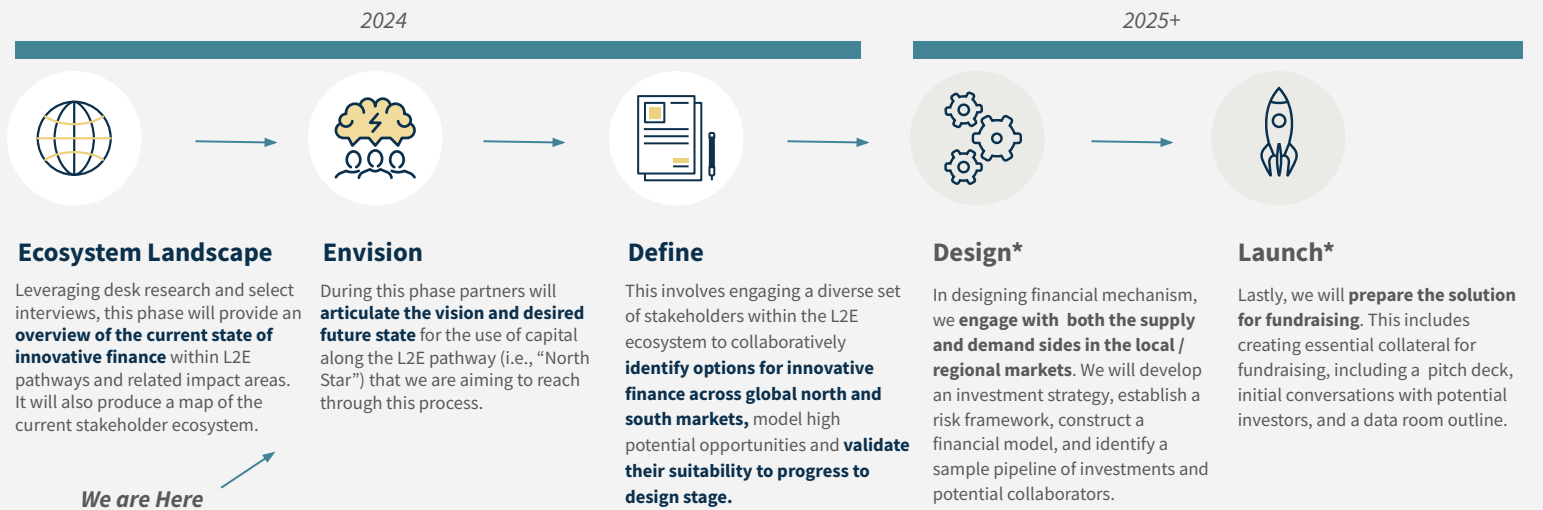 2024
2025+
Ecosystem Landscape
Leveraging desk research and select
interviews, this phase will provide an
overview of the current state of
innovative finance within L2E
pathways and related impact areas.
It will also produce a map of the
current stakeholder ecosystem.
We are Here
Envision
During this phase partners will
articulate the vision and desired
future state for the use of capital
along the L2E pathway (i.e., “North
Star”) that we are aiming to reach
through this process.
Define
This involves engaging a diverse set
of stakeholders within the L2E
ecosystem to collaboratively
identify options for innovative
finance across global north and
south markets, model high
potential opportunities and validate
their suitability to progress to
design stage.
Design*
In designing financial mechanism,
we engage with both the supply
and demand sides in the local /
regional markets. We will develop
an investment strategy, establish a
risk framework, construct a
financial model, and identify a
sample pipeline of investments and
potential collaborators.
Launch*
Lastly, we will prepare the solution
for fundraising. This includes
creating essential collateral for
fundraising, including a pitch deck,
initial conversations with potential
investors, and a data room outline.